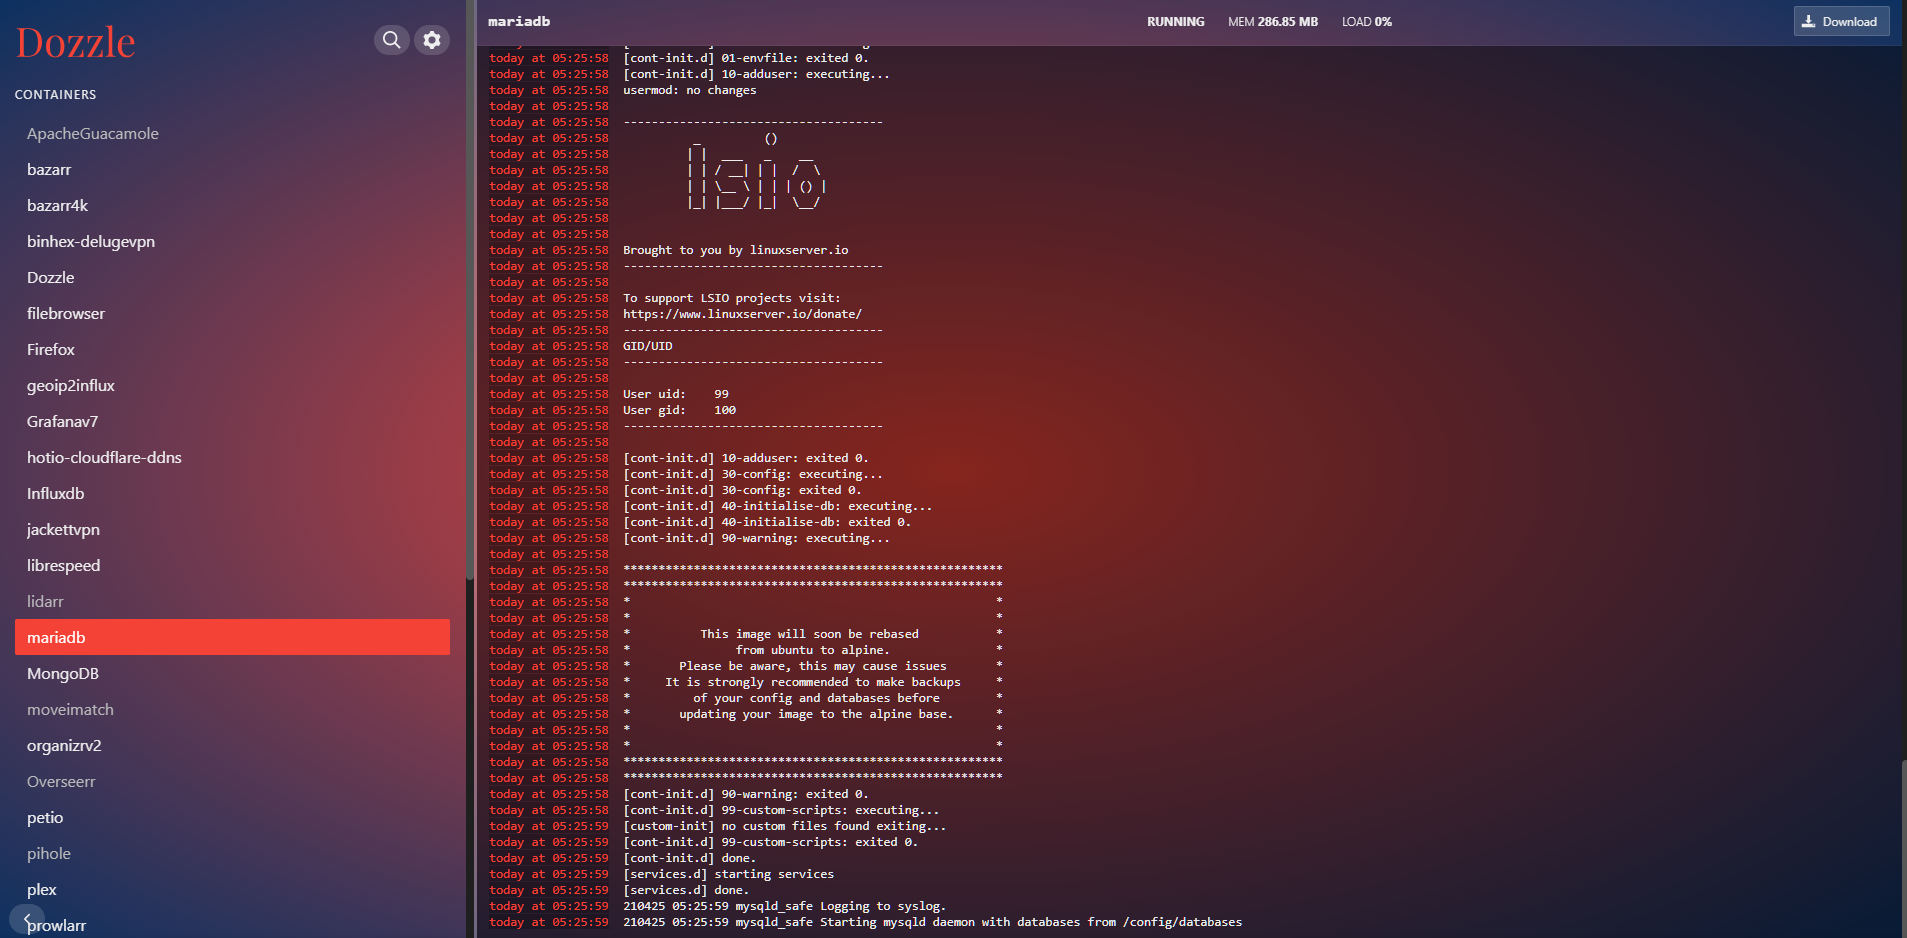 Dozzle
CONTAINERS
ApacheGuacamole
bazarr
bazarr4k
binhex-delugevpn
Dozzle
filebrowser
Firefox
geoip2influx
Grafanav7
hotio-cloudflare-ddns
Influxdb
jackettvpn
librespeed
lidarr
mariadb
MongoDB
moveimatch
organizrv2
Overseerr
petio
pihole
plex
prowlarr
mariadb RUNNING MEM 286.85 MB LOAD 0% Download
today at 05:25:58 [cont-init.d] 01-envfile: exited 0.
today at 05:25:58 [cont-init.d] 10-adduser: executing...
today at 05:25:58 usermod: no changes
today at 05:25:58
today at 05:25:58 -------------------------------------
today at 05:25:58           _         ()
today at 05:25:58          | |  ___   _    __
today at 05:25:58          | | / __| | |  /  \
today at 05:25:58          | | \__ \ | | | () |
today at 05:25:58          |_| |___/ |_|  \__/
today at 05:25:58
today at 05:25:58
today at 05:25:58 Brought to you by linuxserver.io
today at 05:25:58 -------------------------------------
today at 05:25:58
today at 05:25:58 To support LSIO projects visit:
today at 05:25:58 https://www.linuxserver.io/donate/
today at 05:25:58 -------------------------------------
today at 05:25:58 GID/UID
today at 05:25:58 -------------------------------------
today at 05:25:58
today at 05:25:58 User uid:    99
today at 05:25:58 User gid:    100
today at 05:25:58 -------------------------------------
today at 05:25:58
today at 05:25:58 [cont-init.d] 10-adduser: exited 0.
today at 05:25:58 [cont-init.d] 30-config: executing...
today at 05:25:58 [cont-init.d] 30-config: exited 0.
today at 05:25:58 [cont-init.d] 40-initialise-db: executing...
today at 05:25:58 [cont-init.d] 40-initialise-db: exited 0.
today at 05:25:58 [cont-init.d] 90-warning: executing...
today at 05:25:58
today at 05:25:58 ******************************************************
today at 05:25:58 ******************************************************
today at 05:25:58 *                                                    *
today at 05:25:58 *                                                    *
today at 05:25:58 *          This image will soon be rebased           *
today at 05:25:58 *               from ubuntu to alpine.               *
today at 05:25:58 *       Please be aware, this may cause issues       *
today at 05:25:58 *     It is strongly recommended to make backups     *
today at 05:25:58 *         of your config and databases before        *
today at 05:25:58 *       updating your image to the alpine base.      *
today at 05:25:58 *                                                    *
today at 05:25:58 *                                                    *
today at 05:25:58 ******************************************************
today at 05:25:58 ******************************************************
today at 05:25:58 [cont-init.d] 90-warning: exited 0.
today at 05:25:58 [cont-init.d] 99-custom-scripts: executing...
today at 05:25:59 [custom-init] no custom files found exiting...
today at 05:25:59 [cont-init.d] 99-custom-scripts: exited 0.
today at 05:25:59 [cont-init.d] done.
today at 05:25:59 [services.d] starting services
today at 05:25:59 [services.d] done.
today at 05:25:59 210425 05:25:59 mysqld_safe Logging to syslog.
today at 05:25:59 210425 05:25:59 mysqld_safe Starting mysqld daemon with databases from /config/databases